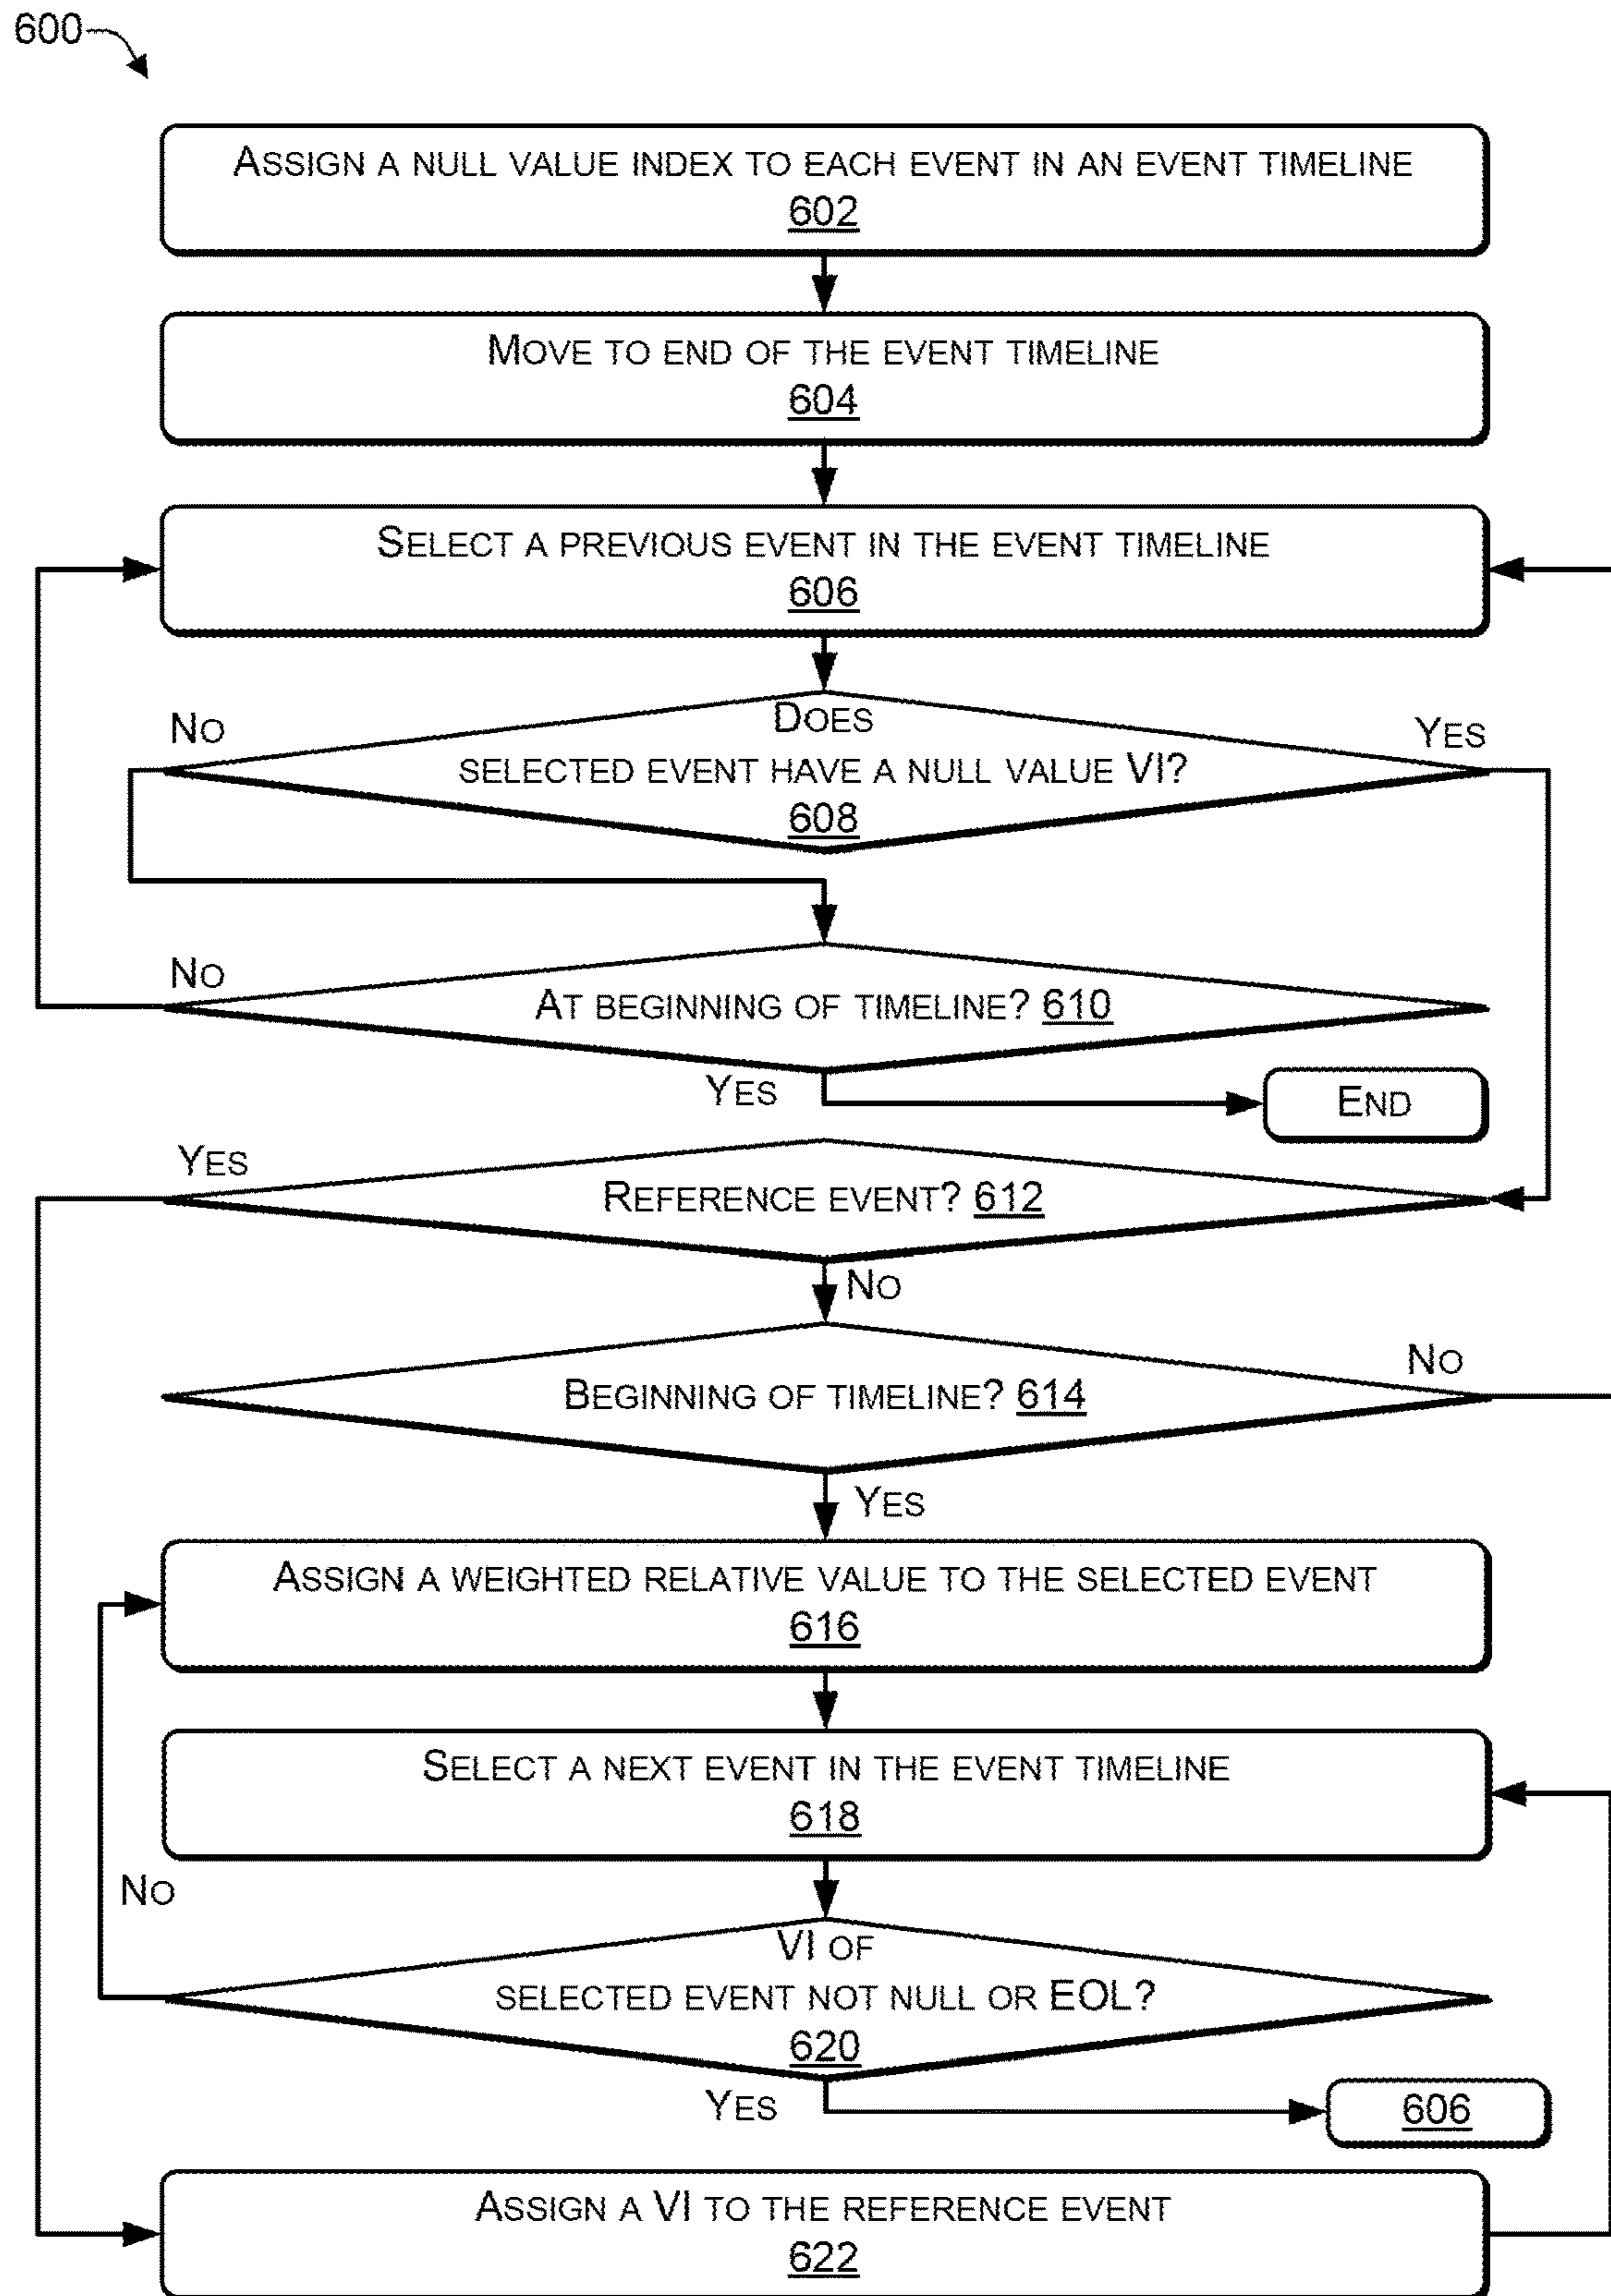 600
ASSIGN A NULL VALUE INDEX TO EACH EVENT IN AN EVENT TIMELINE
602
MOVE TO END OF THE EVENT TIMELINE
604
SELECT A PREVIOUS EVENT IN THE EVENT TIMELINE
606
NO
DOES
YES
SELECTED EVENT HAVE A NULL VALUE VI?
608
NO
AT BEGINNING OF TIMELINE? 610
YES
END
YES
REFERENCE EVENT? 612
NO
NO
BEGINNING OF TIMELINE? 614
YES
ASSIGN A WEIGHTED RELATIVE VALUE TO THE SELECTED EVENT
616
SELECT A NEXT EVENT IN THE EVENT TIMELINE
618
NO
VI OF
SELECTED EVENT NOT NULL OR EOL?
620
YES
606
ASSIGN A VI TO THE REFERENCE EVENT
622